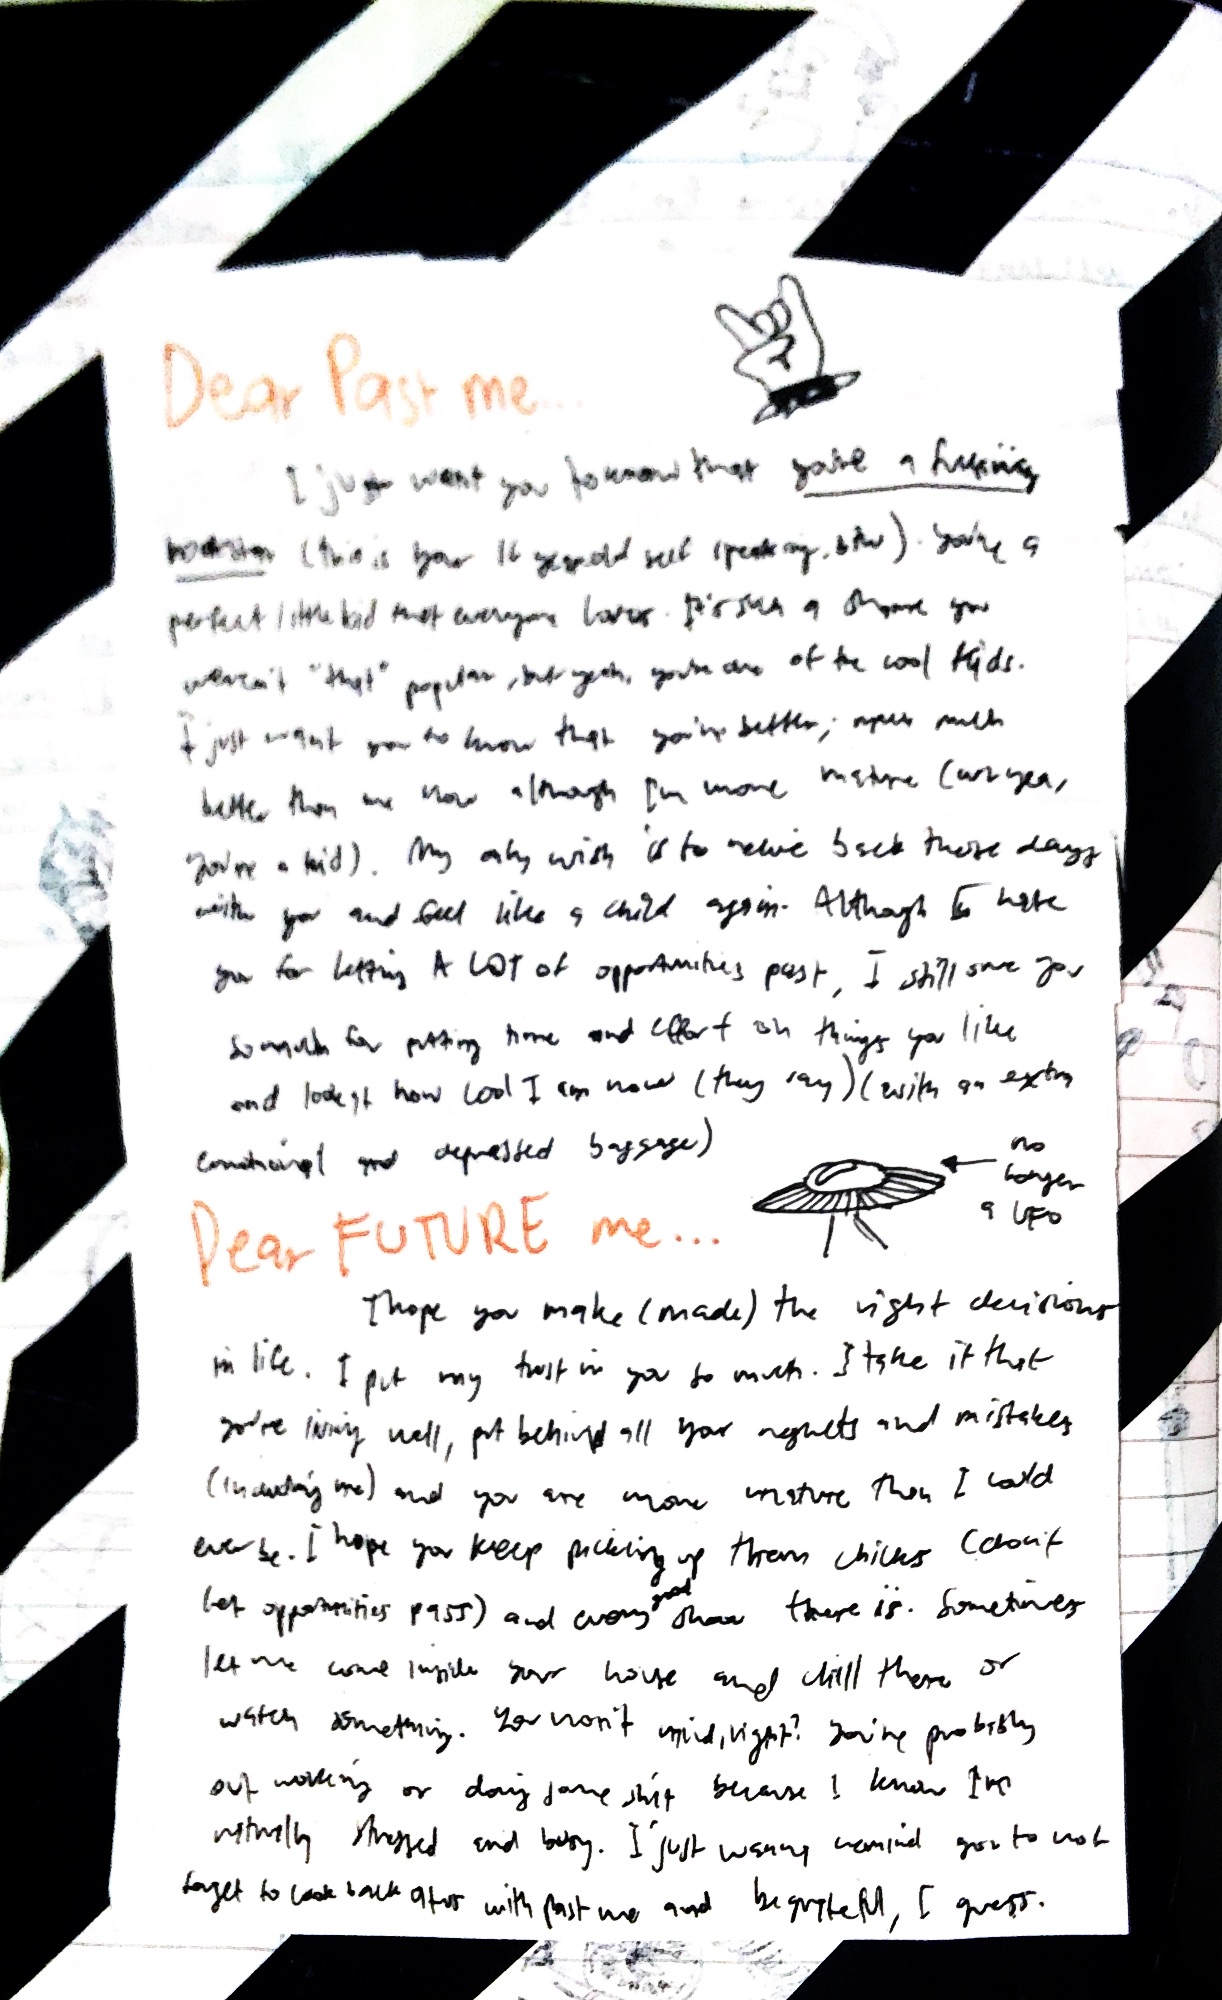 Dear Past me...
I just want you to know that you're a fucking
rockstar (this is your 16 year old self speaking, btw). You're a
perfect little kid that everyone loves. It's such a shame you
weren't "that" popular, but yeah, you're one of the cool kids.
I just want you to know that you're better; much
better than me now although I'm more mature (
you're a kid). My only wish is to relive back those days
with you and feel like a child again. Although I hate
you for letting A LOT OF opportunities past, I still owe you
so much for putting time and effort on things you like
and look at how cool I am now (they say) (with an extra
emotional and depressed baggage)
no
longer
a UFO
Dear FUTURE me...
I hope you make (made) the right decisions
in life. I put my trust in you so much. I take it that
you're living well, put behind all your regrets and mistakes
(including me) and you are more mature than I could
ever be. I hope you keep picking up them chicks (don't
let opportunities pass) and every good show there is. Sometimes
let me come inside your house and chill there or
watch something. You won't mind, right? You're probably
out working or doing some shit because I know I'm
naturally stressed and busy. I just wanna remind you to not
forget to look back at us with past me and be grateful, I guess.